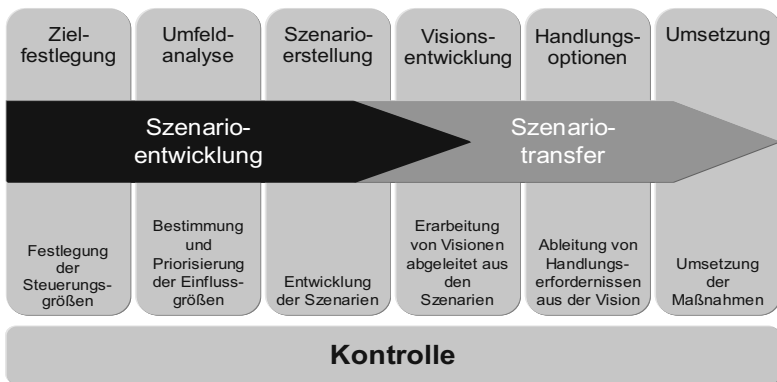 Ziel-
festlegung
Umfeld-
analyse
Szenario-
erstellung
Visions-
entwicklung
Handlungs-
optionen
Umsetzung
Szenario-
entwicklung
Szenario-
transfer
Festlegung
der
Steuerungs-
größen
Bestimmung
und
Priorisierung
der Einfluss-
größen
Entwicklung
der Szenarien
Erarbeitung
von Visionen
abgeleitet aus
den
Szenarien
Ableitung von
Handlungs-
erfordernissen
aus der Vision
Umsetzung
der
Maßnahmen
Kontrolle